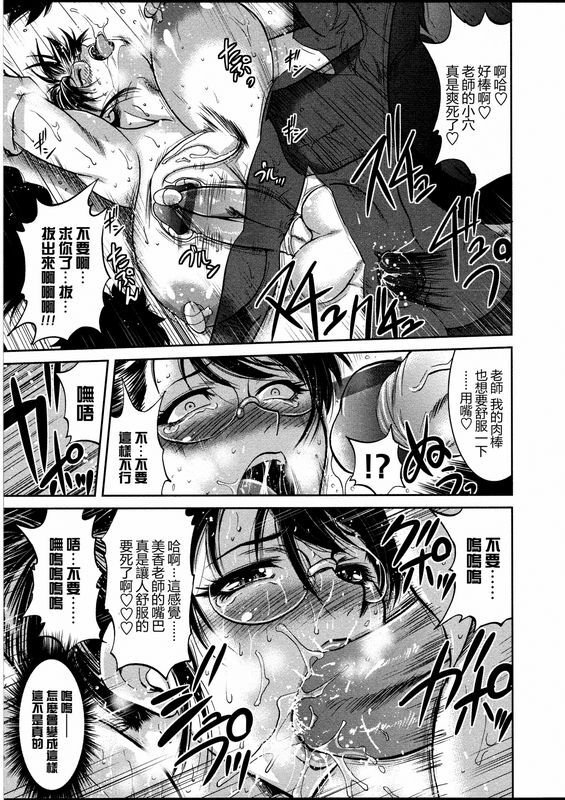 啊哈♡
好棒啊♡
老師的小穴
真是爽死了♡
不要啊…
求你了…拔…
拔出來啊啊啊!!!
老師 我的肉棒
也想要舒服一下
……用嘴♡
!?
不…不要
這樣不行
嘸唔
不要…
嗚嗚
哈啊…這感覺……
美香老師的嘴巴
真是讓人舒服的
要死了啊♡♡
唔…不要…
嘸嗚嗚嗚嗚
嗚嗚——
怎麼會變成這樣
這不是真的